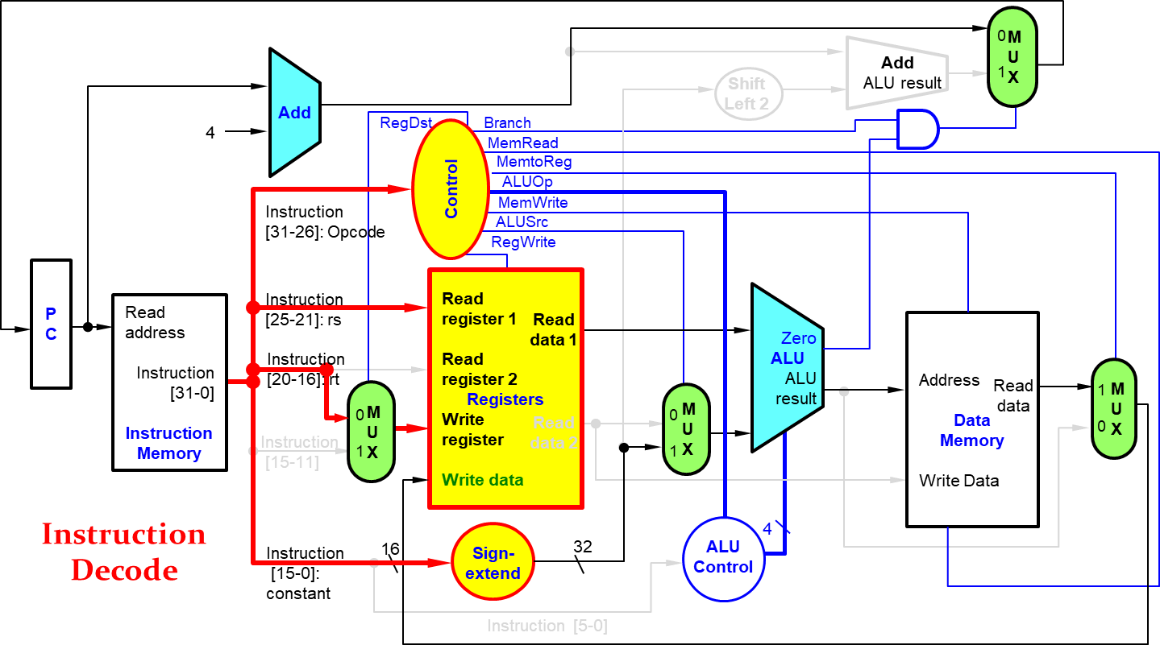 0 M
U
1 X
Add
ALU result
Shift
Left 2
Add
4
RegDst
Branch
MemRead
MemtoReg
ALUOp
MemWrite
ALUSrc
RegWrite
Control
Instruction
[31-26]: Opcode
P
C
Read
address
Instruction
[31-0]
Instruction
Memory
Instruction
[25-21]: rs
Instruction
[20-16]:rt
Instruction
[15-11]
0 M
U
1 X
Read
register 1
Read
data 1
Read
register 2
Registers
Write
register
Read
data 2
Write data
0 M
U
1 X
Zero
ALU
ALU
result
Address
Read
data
Data
Memory
Write Data
1 M
U
0 X
Instruction
Decode
Instruction
[15-0]:
constant
16
Sign-
extend
32
ALU
Control
4
Instruction [5-0]